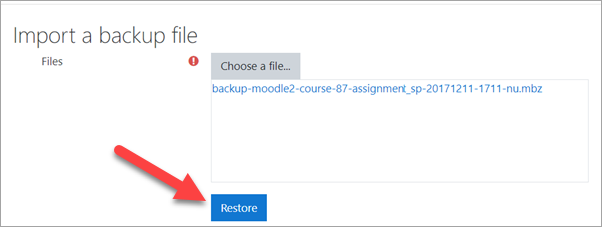 Import a backup file
Files
Choose a file...
backup-moodle2-course-87-assignment_sp-20171211-1711-nu.mbz
Restore